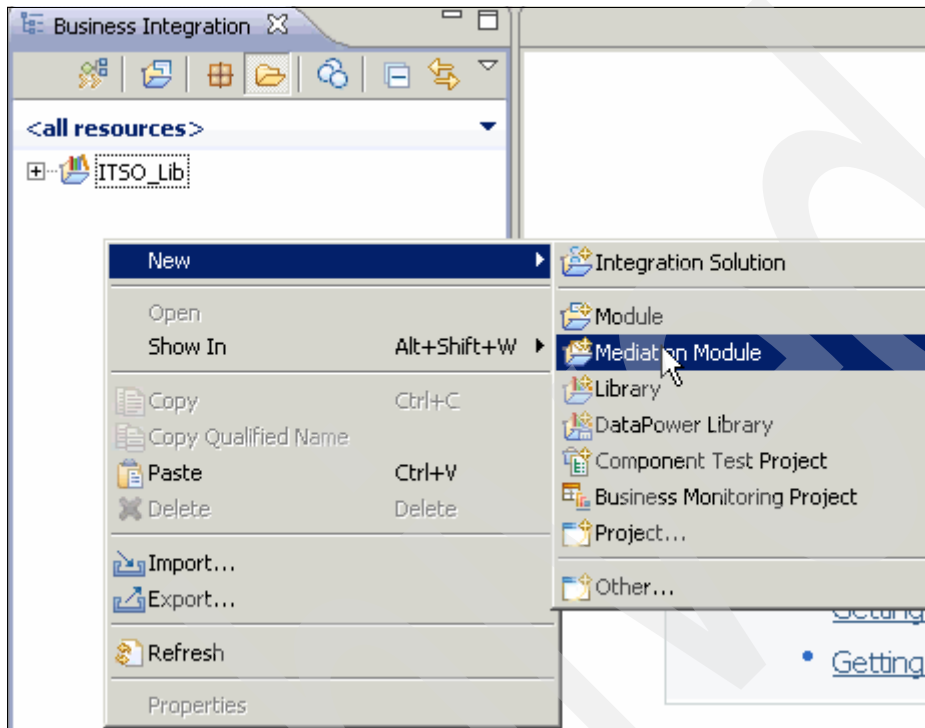 Business Integration
<all resources>
ITSO_Lib
New
Open
Show In Alt+Shift+W
Copy Ctrl+C
Copy Qualified Name
Paste Ctrl+V
Delete Delete
Import...
Export...
Refresh
Properties
Integration Solution
Module
Mediation Module
Library
DataPower Library
Component Test Project
Business Monitoring Project
Project...
Other...
Getting
Getting